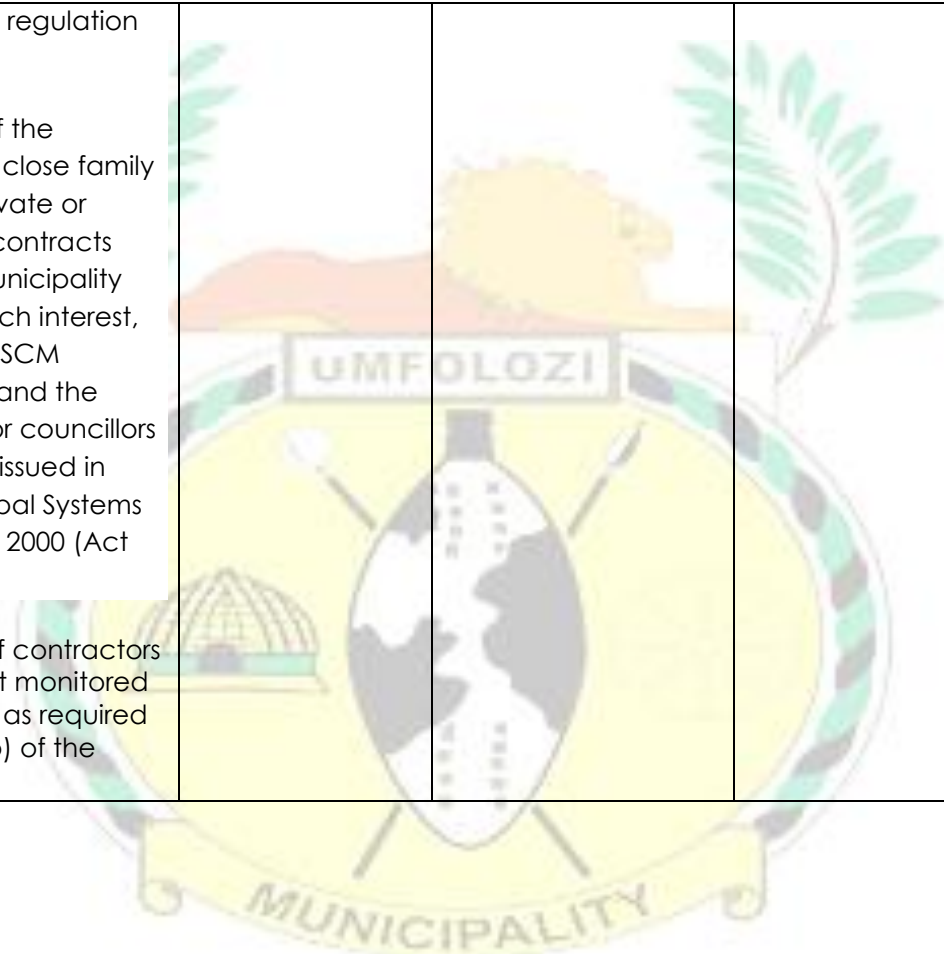 regulation
f the
close family
vate or
contracts
unicipality
ch interest,
SCM
and the
or councillors
issued in
pal Systems
2000 (Act
f contractors
t monitored
as required
) of the
UMFOLOZI
MUNICIPALITY